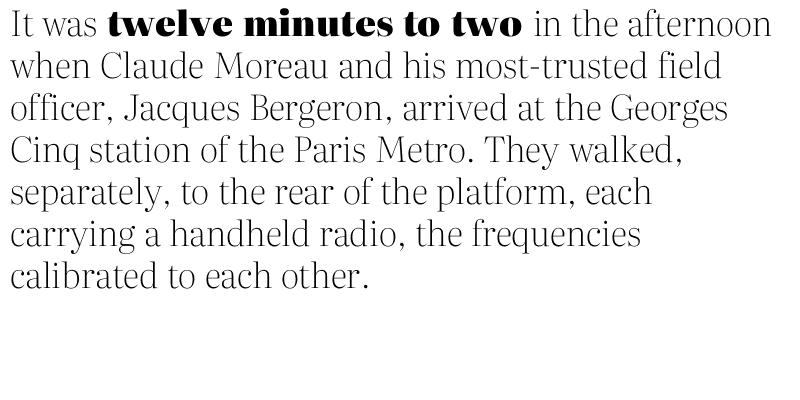 It was twelve minutes to two in the afternoon
when Claude Moreau and his most-trusted field
officer, Jacques Bergeron, arrived at the Georges
Cinq station of the Paris Metro. They walked,
separately, to the rear of the platform, each
carrying a handheld radio, the frequencies
calibrated to each other.